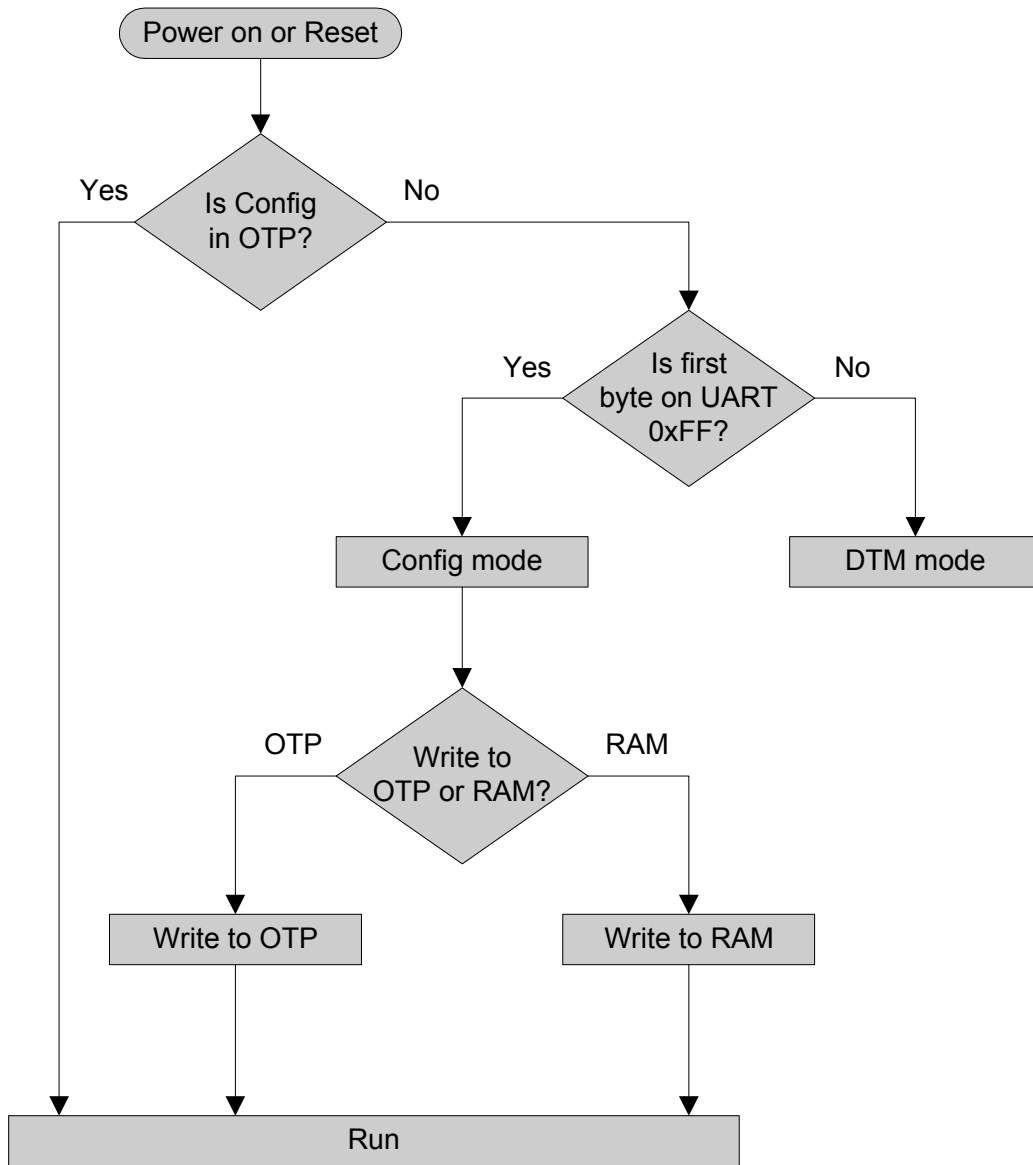 Power on or Reset
Yes
No
Is Config
in OTP?
Yes
No
Is first
byte on UART
0xFF?
Config mode
DTM mode
OTP
RAM
Write to
OTP or RAM?
Write to OTP
Write to RAM
Run